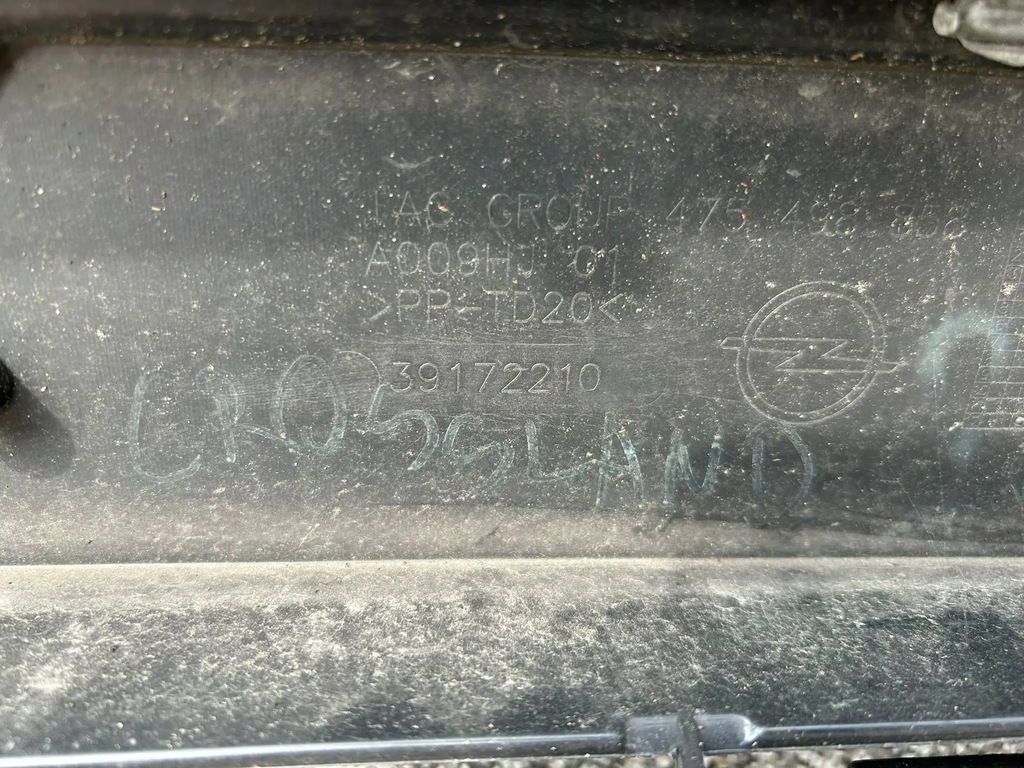 IAC GROUP 475 498 858
A009HJ 01
>PP-TD20<
39172210
CROSSLAND